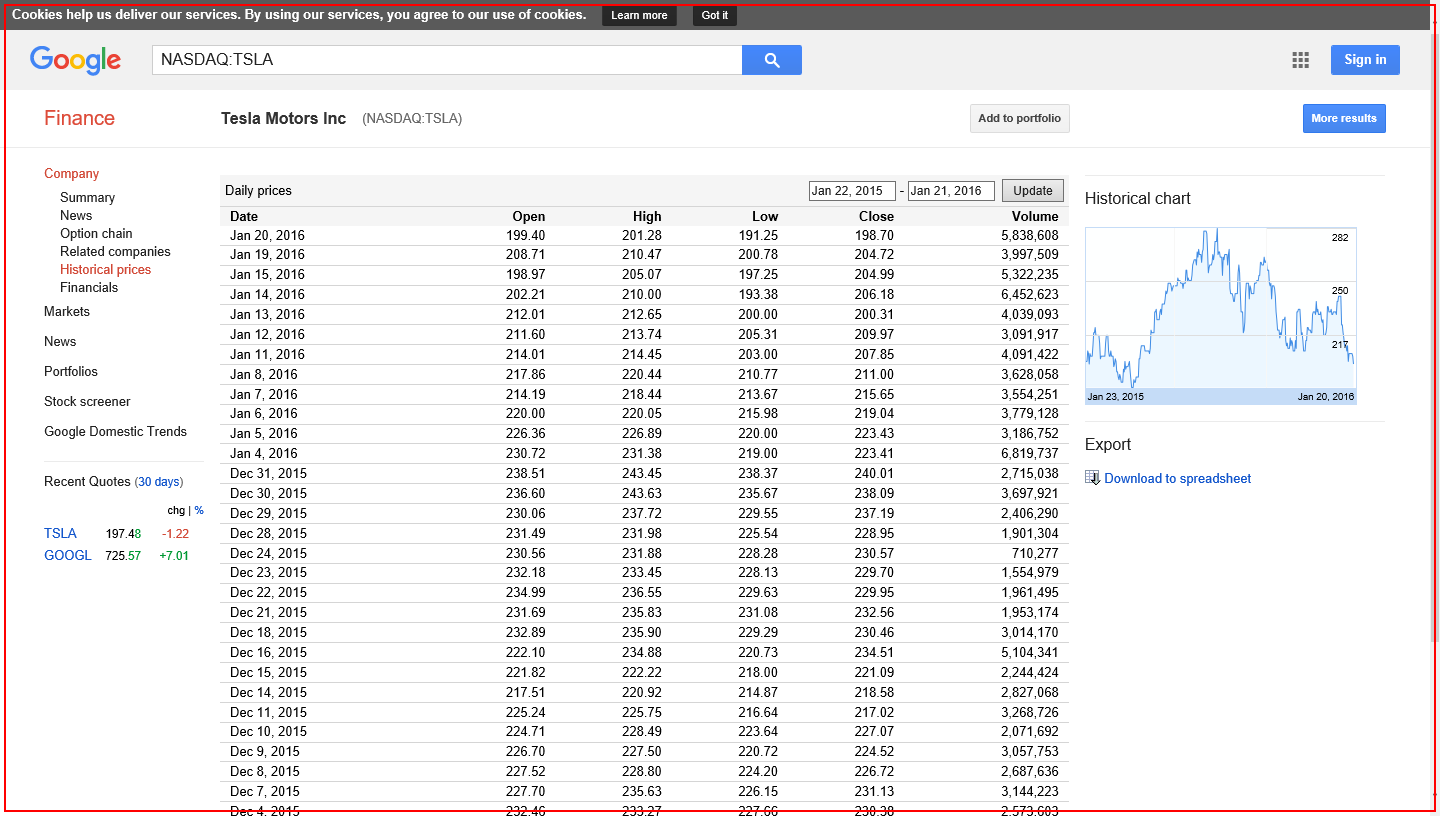 Cookies help us deliver our services. By using our services, you agree to our use of cookies. Learn more Got it
Google NASDAQ:TSLA Sign in
Finance Tesla Motors Inc (NASDAQ:TSLA) Add to portfolio More results
Company
Summary
News
Option chain
Related companies
Historical prices
Financials
Markets
News
Portfolios
Stock screener
Google Domestic Trends
Recent Quotes (30 days)
chg | %
TSLA 197.48 -1.22
GOOGL 725.57 +7.01
Daily prices Jan 22, 2015 - Jan 21, 2016 Update
Date Open High Low Close Volume
Jan 20, 2016 199.40 201.28 191.25 198.70 5,838,608
Jan 19, 2016 208.71 210.47 200.78 204.72 3,997,509
Jan 15, 2016 198.97 205.07 197.25 204.99 5,322,235
Jan 14, 2016 202.21 210.00 193.38 206.18 6,452,623
Jan 13, 2016 212.01 212.65 200.00 200.31 4,039,093
Jan 12, 2016 211.60 213.74 205.31 209.97 3,091,917
Jan 11, 2016 214.01 214.45 203.00 207.85 4,091,422
Jan 8, 2016 217.86 220.44 210.77 211.00 3,628,058
Jan 7, 2016 214.19 218.44 213.67 215.65 3,554,251
Jan 6, 2016 220.00 220.05 215.98 219.04 3,779,128
Jan 5, 2016 226.36 226.89 220.00 223.43 3,186,752
Jan 4, 2016 230.72 231.38 219.00 223.41 6,819,737
Dec 31, 2015 238.51 243.45 238.37 240.01 2,715,038
Dec 30, 2015 236.60 243.63 235.67 238.09 3,697,921
Dec 29, 2015 230.06 237.72 229.55 237.19 2,406,290
Dec 28, 2015 231.49 231.98 225.54 228.95 1,901,304
Dec 24, 2015 230.56 231.88 228.28 230.57 710,277
Dec 23, 2015 232.18 233.45 228.13 229.70 1,554,979
Dec 22, 2015 234.99 236.55 229.63 229.95 1,961,495
Dec 21, 2015 231.69 235.83 231.08 232.56 1,953,174
Dec 18, 2015 232.89 235.90 229.29 230.46 3,014,170
Dec 16, 2015 222.10 234.88 220.73 234.51 5,104,341
Dec 15, 2015 221.82 222.22 218.00 221.09 2,244,424
Dec 14, 2015 217.51 220.92 214.87 218.58 2,827,068
Dec 11, 2015 225.24 225.75 216.64 217.02 3,268,726
Dec 10, 2015 224.71 228.49 223.64 227.07 2,071,692
Dec 9, 2015 226.70 227.50 220.72 224.52 3,057,753
Dec 8, 2015 227.52 228.80 224.20 226.72 2,687,636
Dec 7, 2015 227.70 235.63 226.15 231.13 3,144,223
Dec 4, 2015 232.46 233.27 227.66 230.38 2,573,603
Historical chart
282
250
217
Jan 23, 2015 Jan 20, 2016
Export
Download to spreadsheet